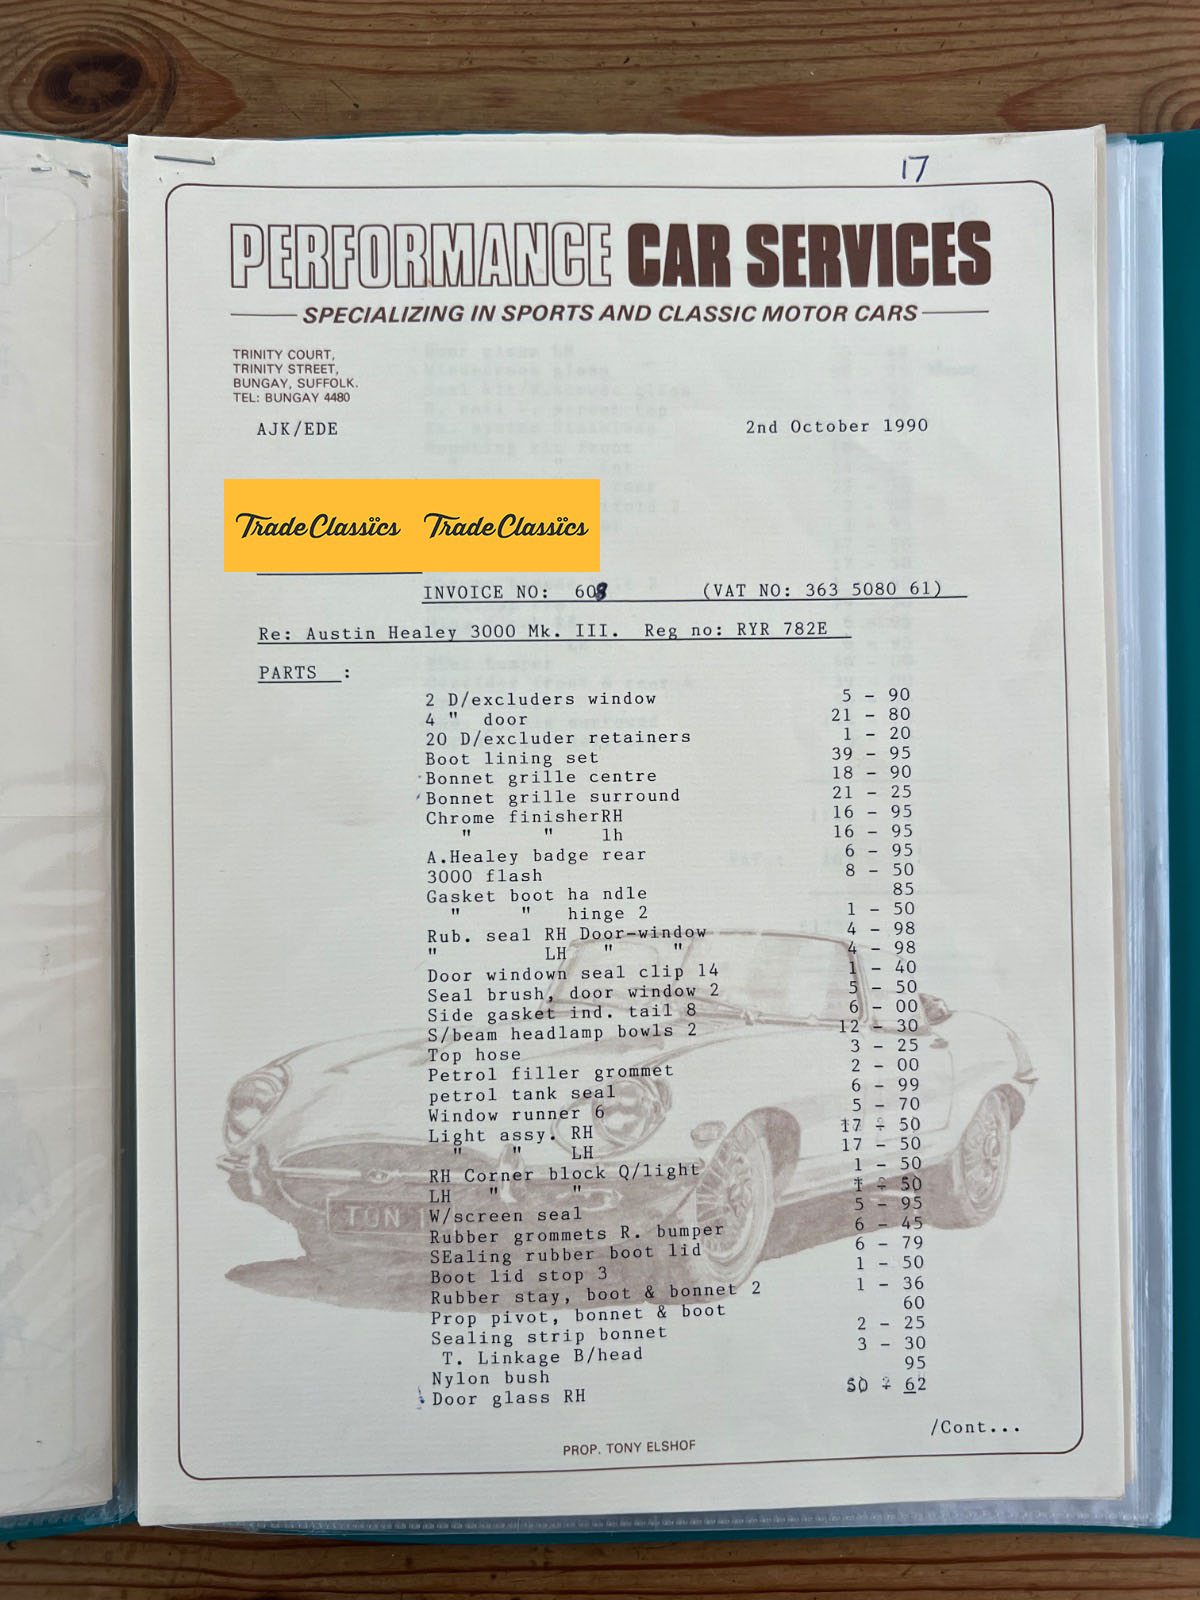 17
PERFORMANCE CAR SERVICES
SPECIALIZING IN SPORTS AND CLASSIC MOTOR CARS
TRINITY COURT,
TRINITY STREET,
BUNGAY, SUFFOLK.
TEL: BUNGAY 4480
AJK/EDE 2nd October 1990
TradeClassics TradeClassics
INVOICE NO: 608 (VAT NO: 363 5080 61)
Re: Austin Healey 3000 Mk. III. Reg no: RYR 782E
PARTS :
2 D/excluders window 5 - 90
4 " door 21 - 80
20 D/excluder retainers 1 - 20
Boot lining set 39 - 95
Bonnet grille centre 18 - 90
Bonnet grille surround 21 - 25
Chrome finisherRH 16 - 95
" " lh 16 - 95
A.Healey badge rear 6 - 95
3000 flash 8 - 50
Gasket boot ha ndle 85
" " hinge 2 1 - 50
Rub. seal RH Door-window 4 - 98
" LH " " 4 - 98
Door windown seal clip 14 1 - 40
Seal brush, door window 2 5 - 50
Side gasket ind. tail 8 6 - 00
S/beam headlamp bowls 2 12 - 30
Top hose 3 - 25
Petrol filler grommet 2 - 00
petrol tank seal 6 - 99
Window runner 6 5 - 70
Light assy. RH 17 - 50
" " LH 17 - 50
RH Corner block Q/light 1 - 50
LH " " 1 - 50
W/screen seal 5 - 95
Rubber grommets R. bumper 6 - 45
SEaling rubber boot lid 6 - 79
Boot lid stop 3 1 - 50
Rubber stay, boot & bonnet 2 1 - 36
Prop pivot, bonnet & boot 60
Sealing strip bonnet 2 - 25
T. Linkage B/head 3 - 30
Nylon bush 95
Door glass RH 50 - 62
/Cont...
PROP. TONY ELSHOF